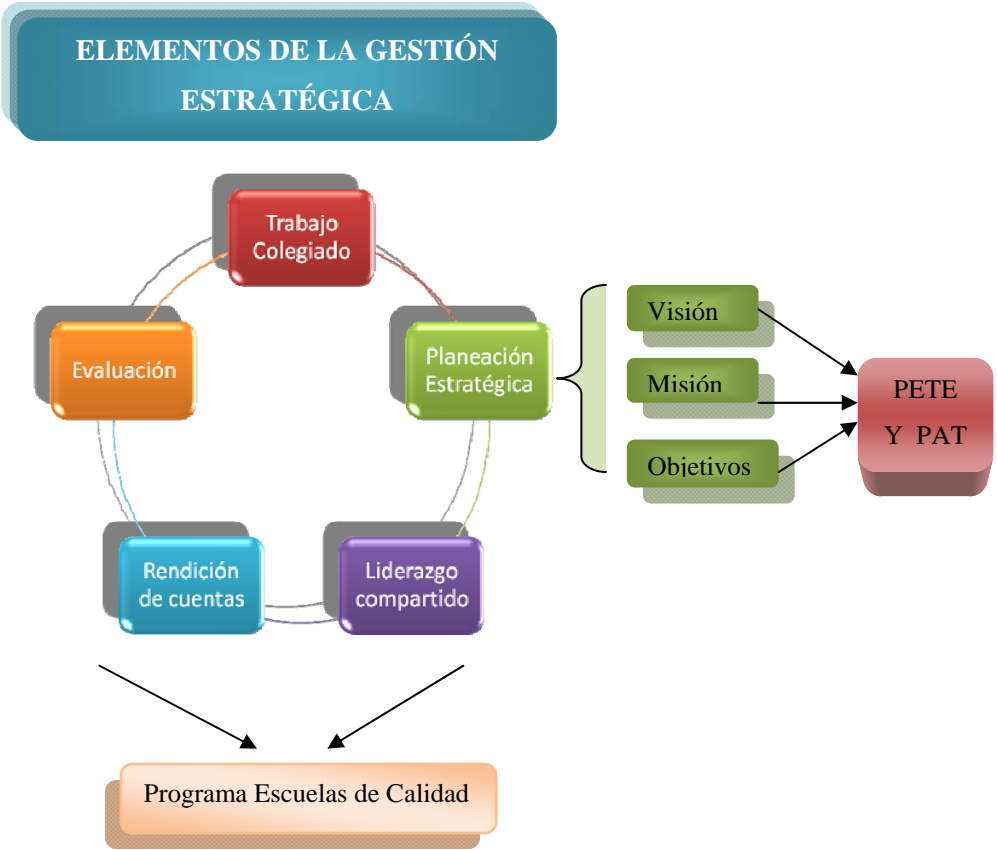 ELEMENTOS DE LA GESTIÓN
ESTRATÉGICA
Trabajo
Colegiado
Planeación
Estratégica
Liderazgo
compartido
Rendición
de cuentas
Evaluación
Visión
Misión
Objetivos
PETE
Y PAT
Programa Escuelas de Calidad